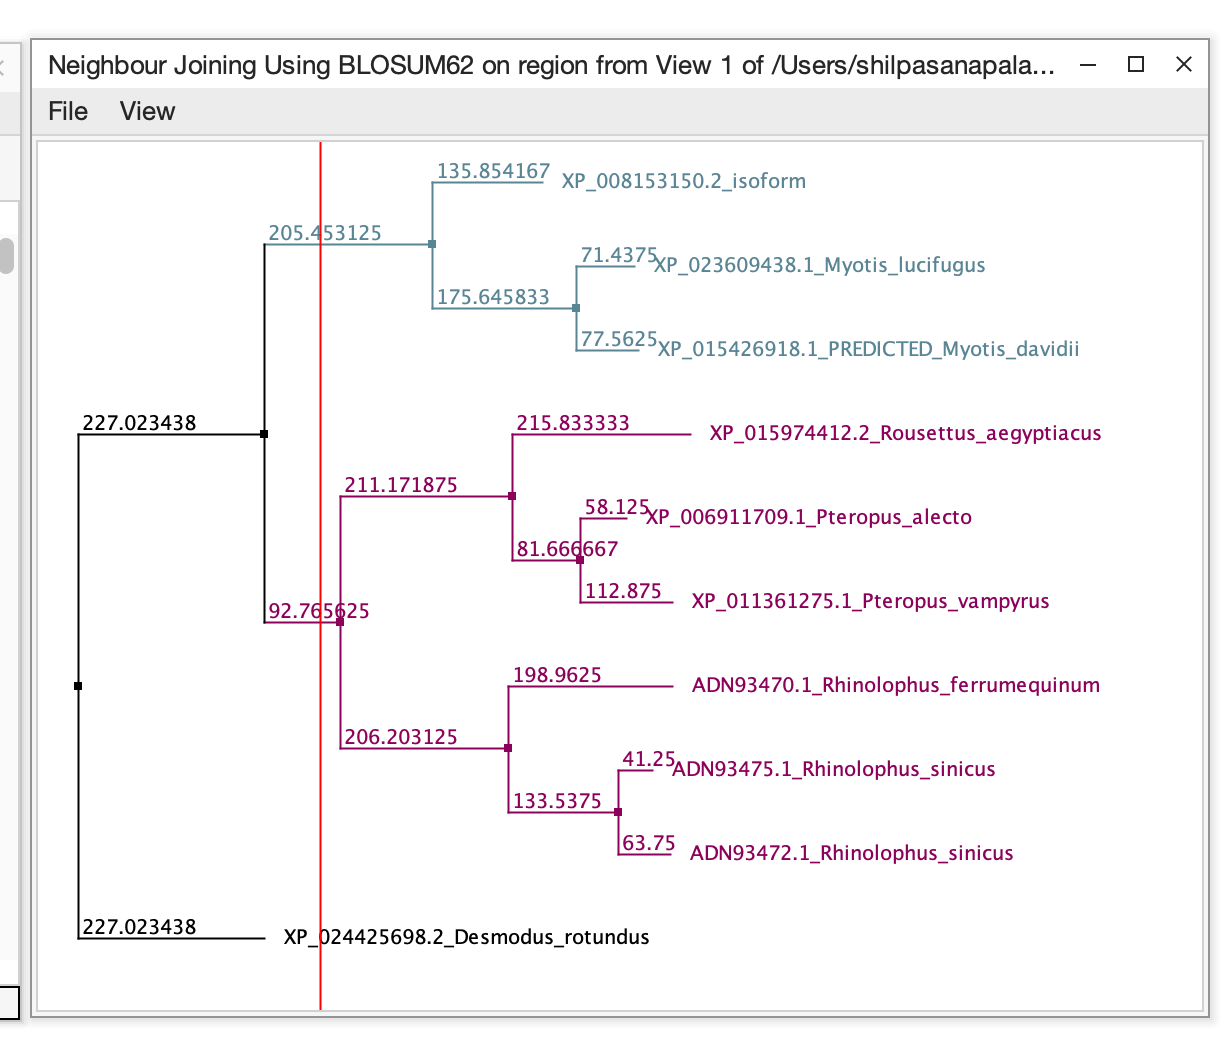 Neighbour Joining Using BLOSUM62 on region from View 1 of /Users/shilpasanapala...
File View
135.854167
XP_008153150.2_isoform
205.453125
71.4375
XP_023609438.1_Myotis_lucifugus
175.645833
77.5625
XP_015426918.1_PREDICTED_Myotis_davidii
227.023438
215.833333
XP_015974412.2_Rousettus_aegyptiacus
211.171875
58.125
XP_006911709.1_Pteropus_alecto
81.666667
112.875
XP_011361275.1_Pteropus_vampyrus
92.765625
198.9625
ADN93470.1_Rhinolophus_ferrumequinum
206.203125
41.25
ADN93475.1_Rhinolophus_sinicus
133.5375
63.75
ADN93472.1_Rhinolophus_sinicus
227.023438
XP_024425698.2_Desmodus_rotundus